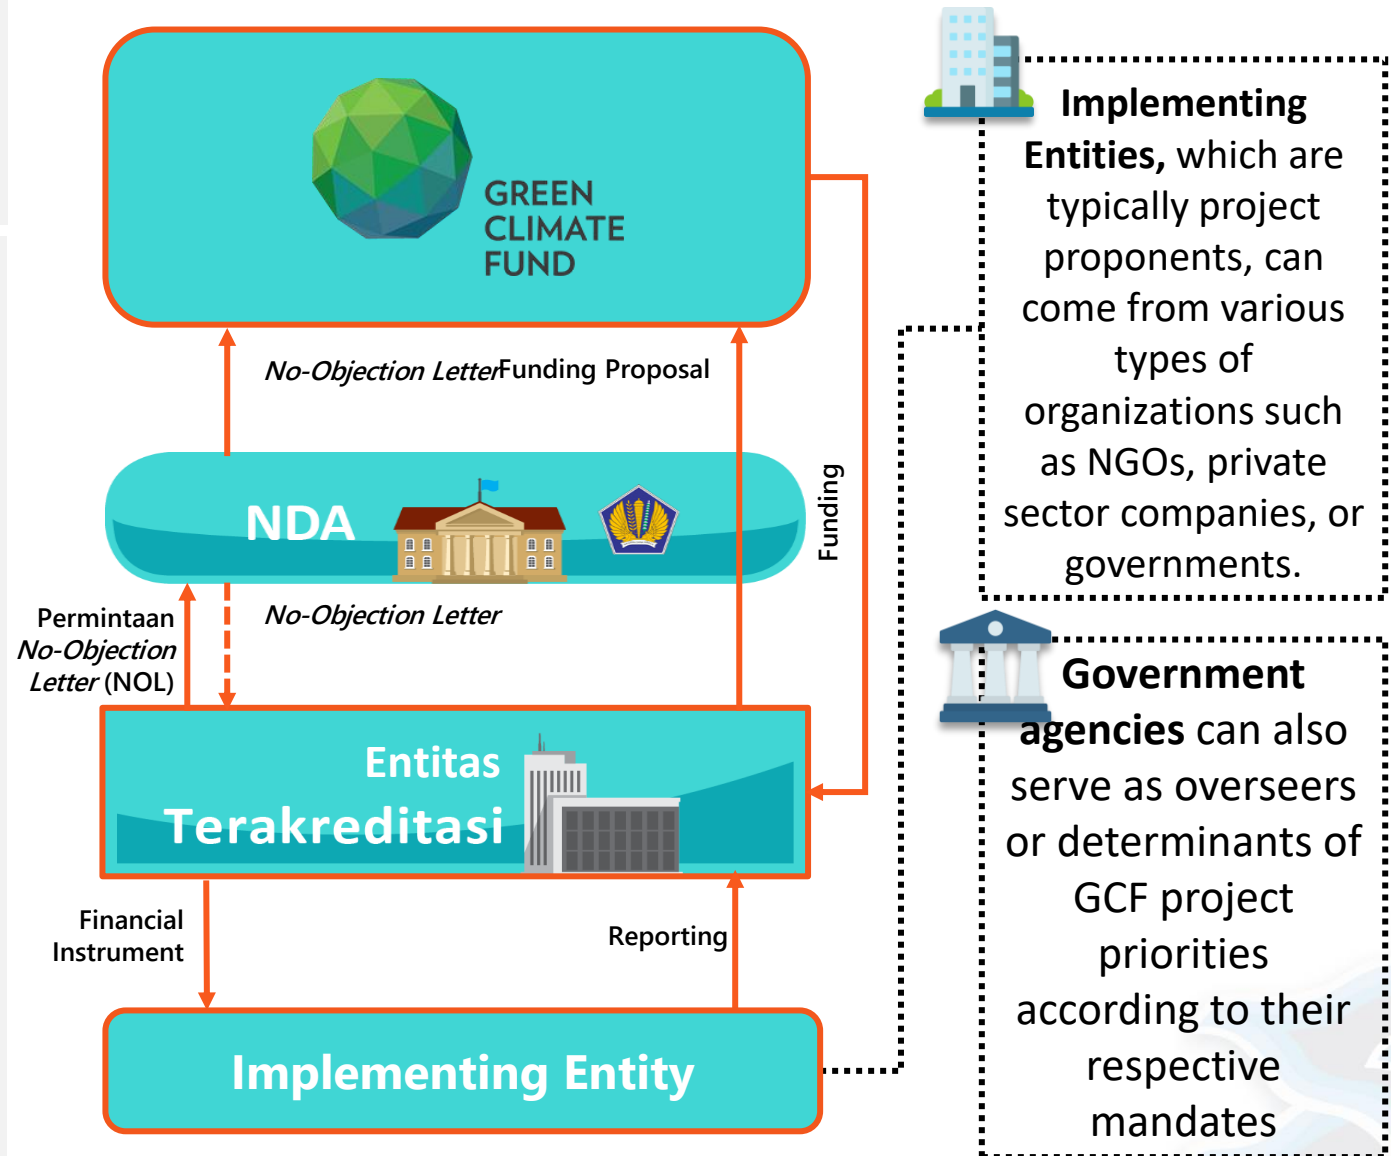 GREEN
CLIMATE
FUND
No-Objection Letter
Funding Proposal
NDA
Funding
Permintaan
No-Objection
Letter (NOL)
No-Objection Letter
Entitas
Terakreditasi
Financial
Instrument
Reporting
Implementing Entity
Implementing
Entities, which are
typically project
proponents, can
come from various
types of
organizations such
as NGOs, private
sector companies, or
governments.
Government
agencies can also
serve as overseers
or determinants of
GCF project
priorities
according to their
respective
mandates